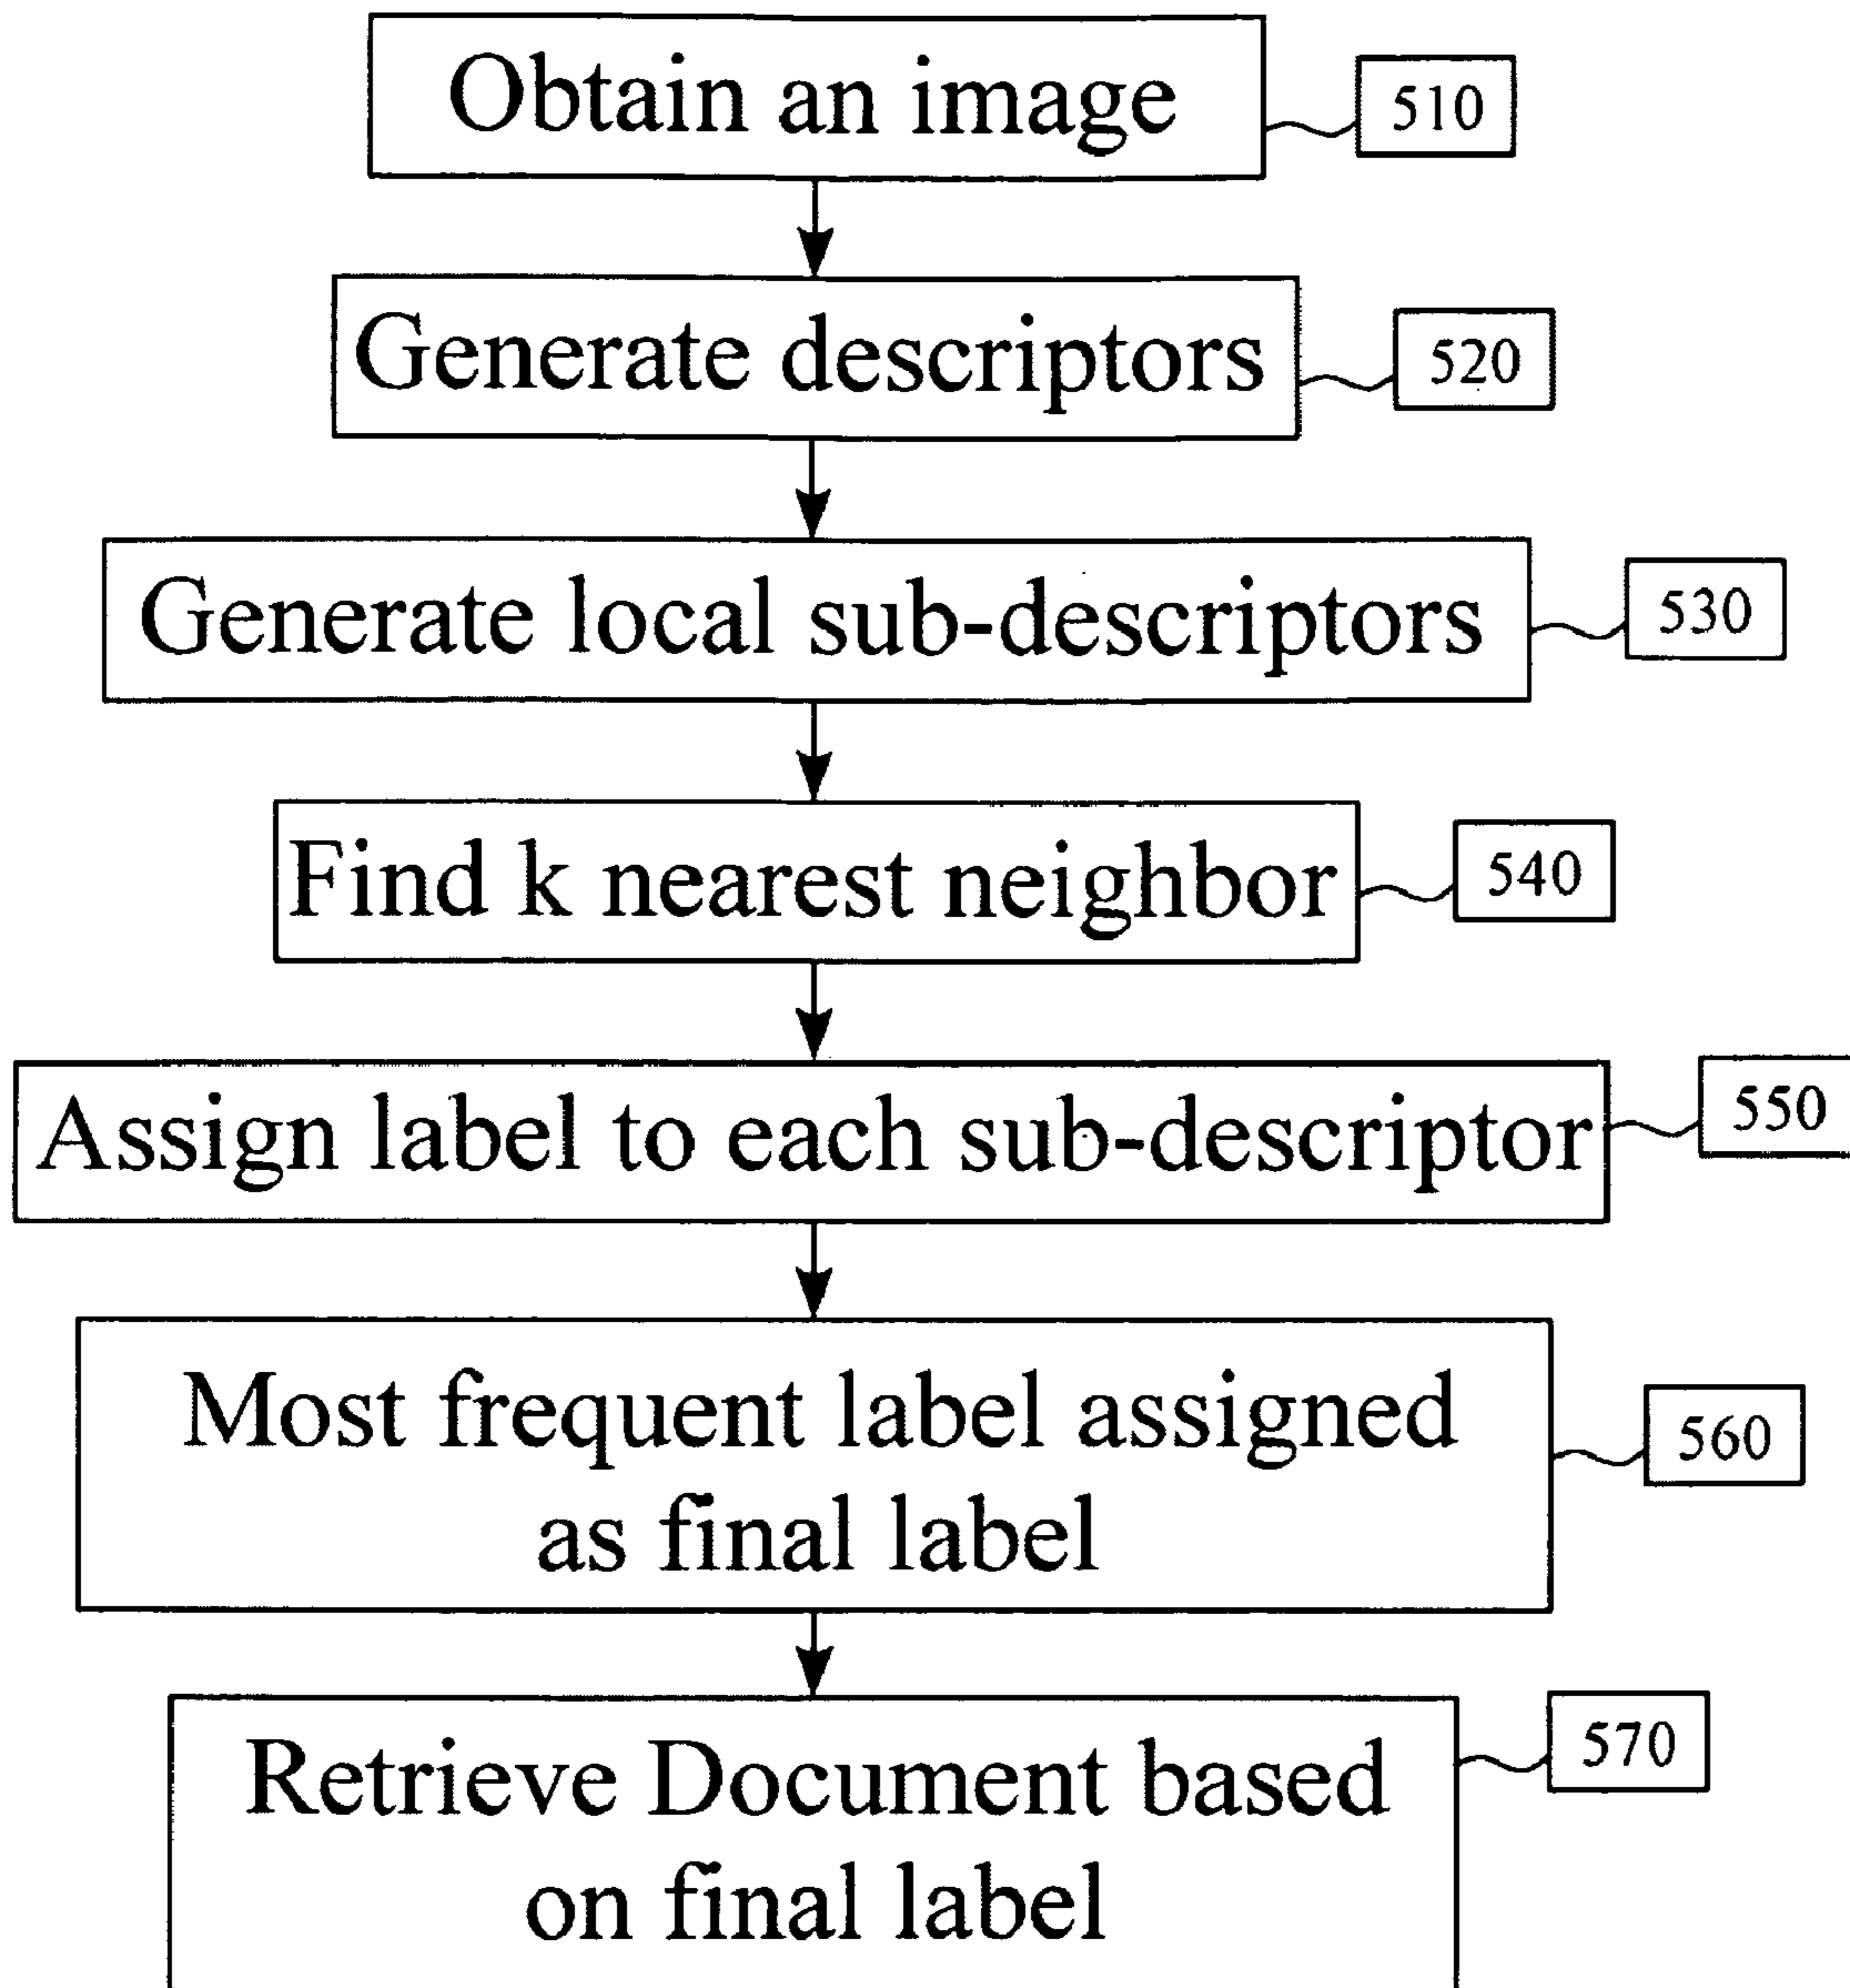 Obtain an image
510
Generate descriptors
520
Generate local sub-descriptors
530
Find k nearest neighbor
540
Assign label to each sub-descriptor
550
Most frequent label assigned
as final label
560
Retrieve Document based
on final label
570